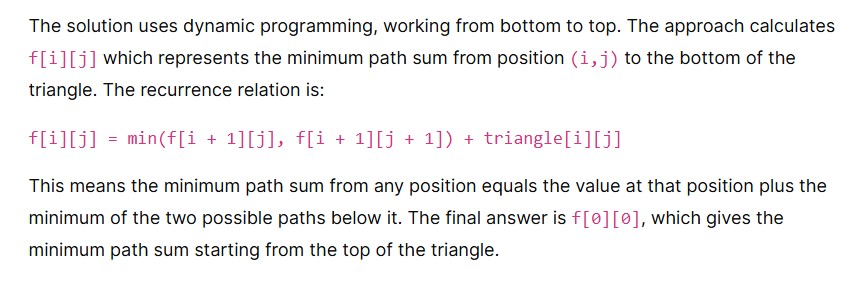 The solution uses dynamic programming, working from bottom to top. The approach calculates
f[i][j] which represents the minimum path sum from position (i,j) to the bottom of the
triangle. The recurrence relation is:
f[i][j] = min(f[i + 1][j], f[i + 1][j + 1]) + triangle[i][j]
This means the minimum path sum from any position equals the value at that position plus the
minimum of the two possible paths below it. The final answer is f[0][0], which gives the
minimum path sum starting from the top of the triangle.